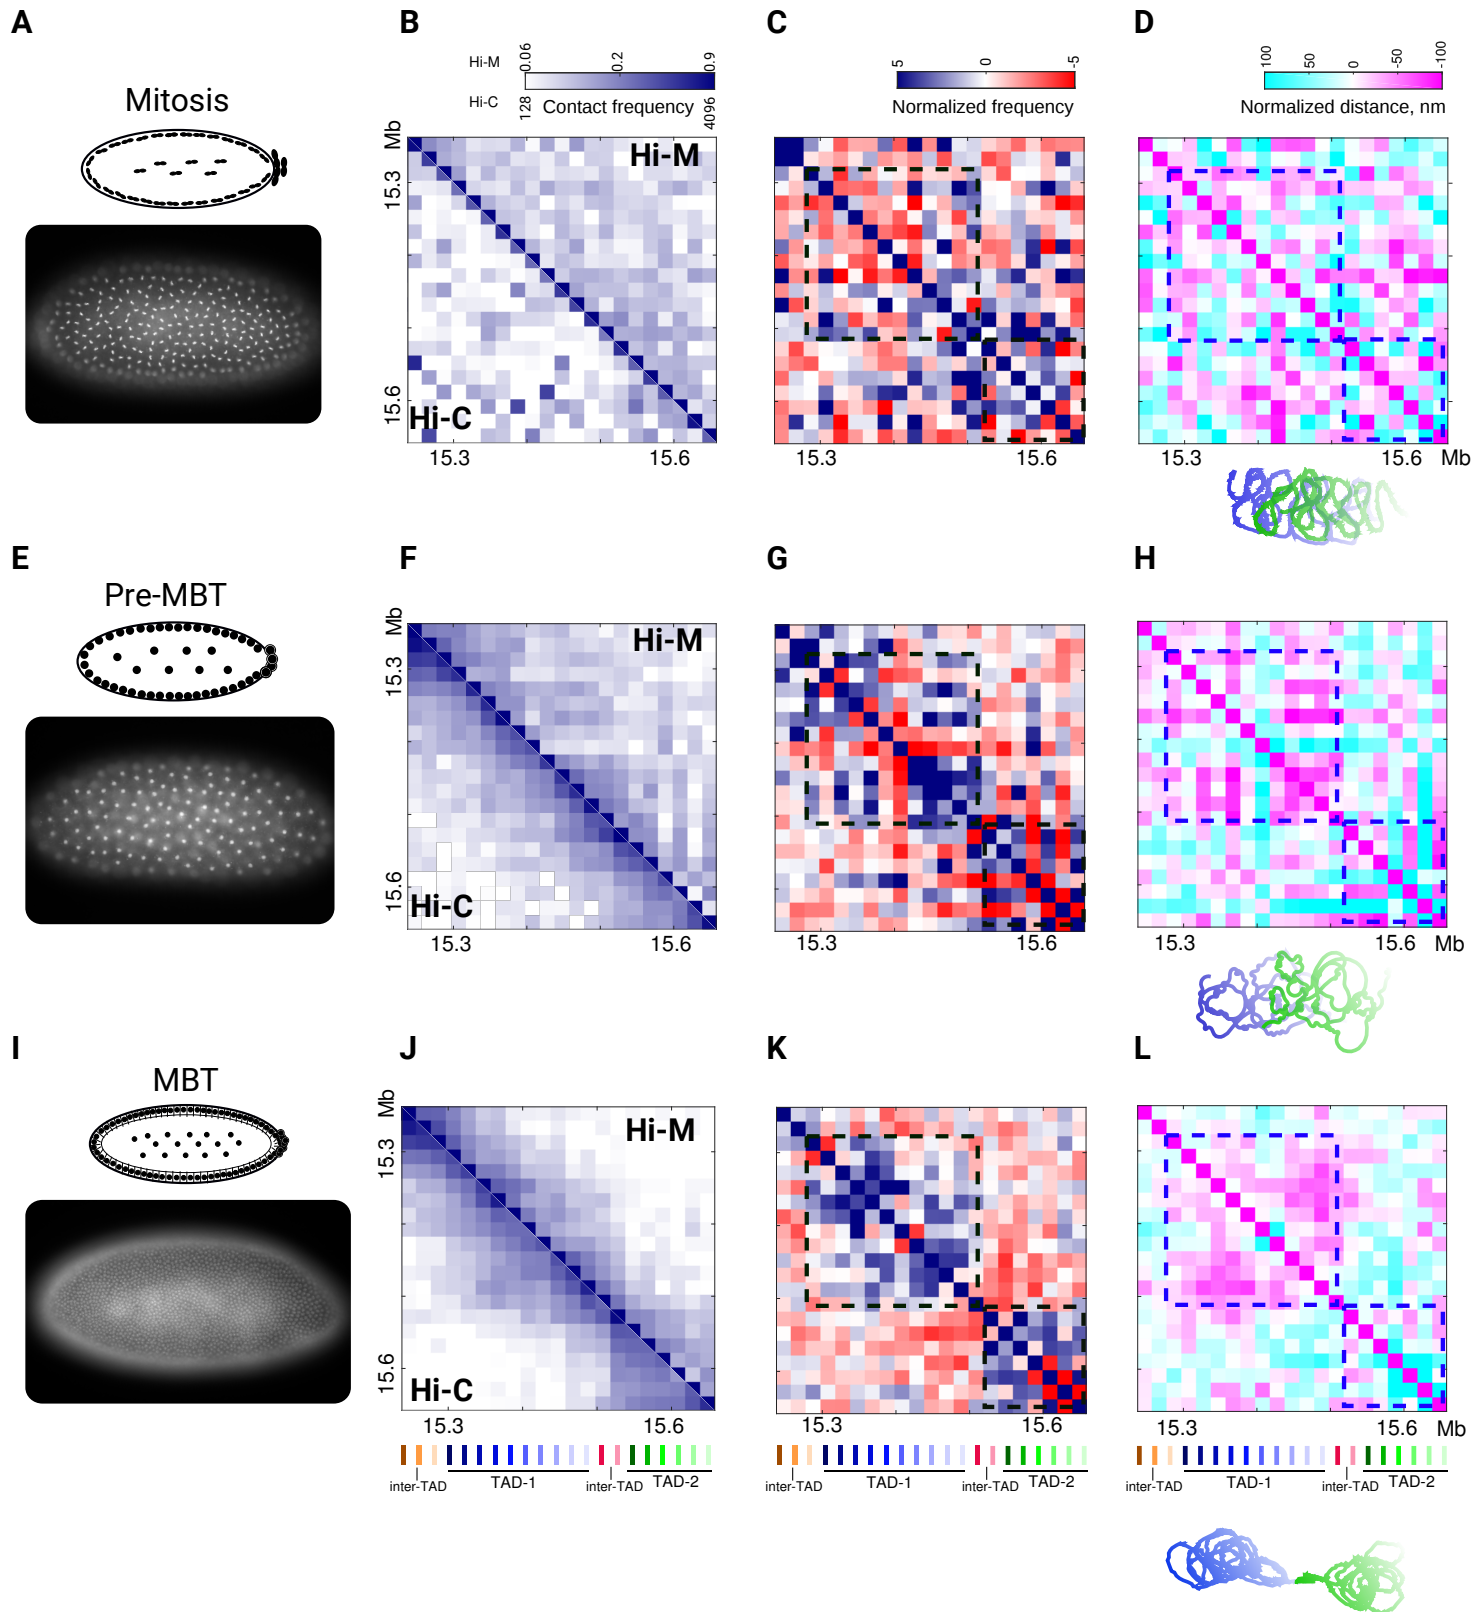 A
B
C
D
Mitosis
Hi-M
0.06
0.2
0.9
Hi-C
128
Contact frequency
4096
5
0
-5
Normalized frequency
100
50
0
-50
-100
Normalized distance, nm
Mb
15.3
15.6
Hi-M
Hi-C
15.3
15.6
15.3
15.6
15.3
15.6
Mb
E
F
G
H
Pre-MBT
Mb
15.3
15.6
Hi-M
Hi-C
15.3
15.6
15.3
15.6
15.3
15.6
Mb
I
J
K
L
MBT
Mb
15.3
15.6
Hi-M
Hi-C
15.3
15.6
15.3
15.6
15.3
15.6
Mb
inter-TAD
TAD-1
inter-TAD
TAD-2
inter-TAD
TAD-1
inter-TAD
TAD-2
inter-TAD
TAD-1
inter-TAD
TAD-2